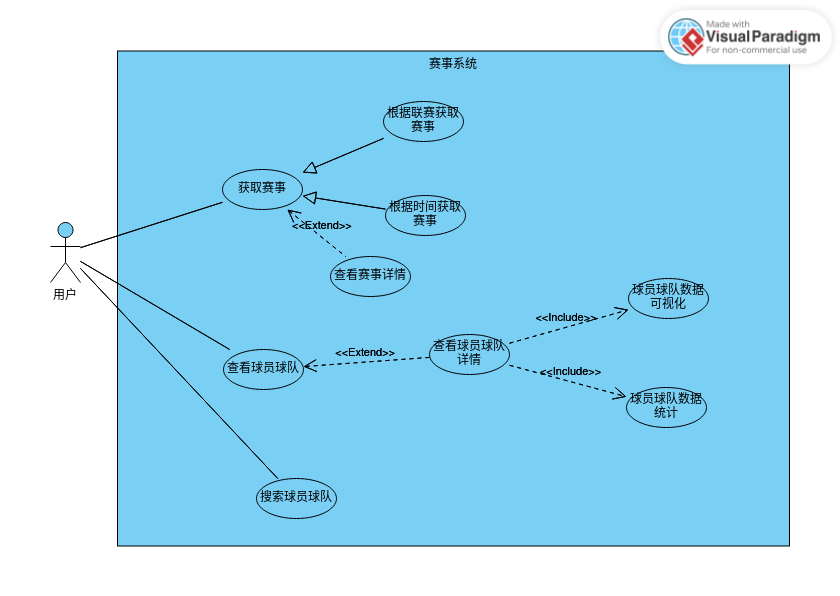 Made with
VisualParadigm
For non-commercial use
赛事系统
根据联赛获取
赛事
获取赛事
根据时间获取
赛事
<<Extend>>
查看赛事详情
用户
球员球队数据
可视化
<<Include>>
查看球员球队
详情
<<Extend>>
查看球员球队
<<Include>>
球员球队数据
统计
搜索球员球队